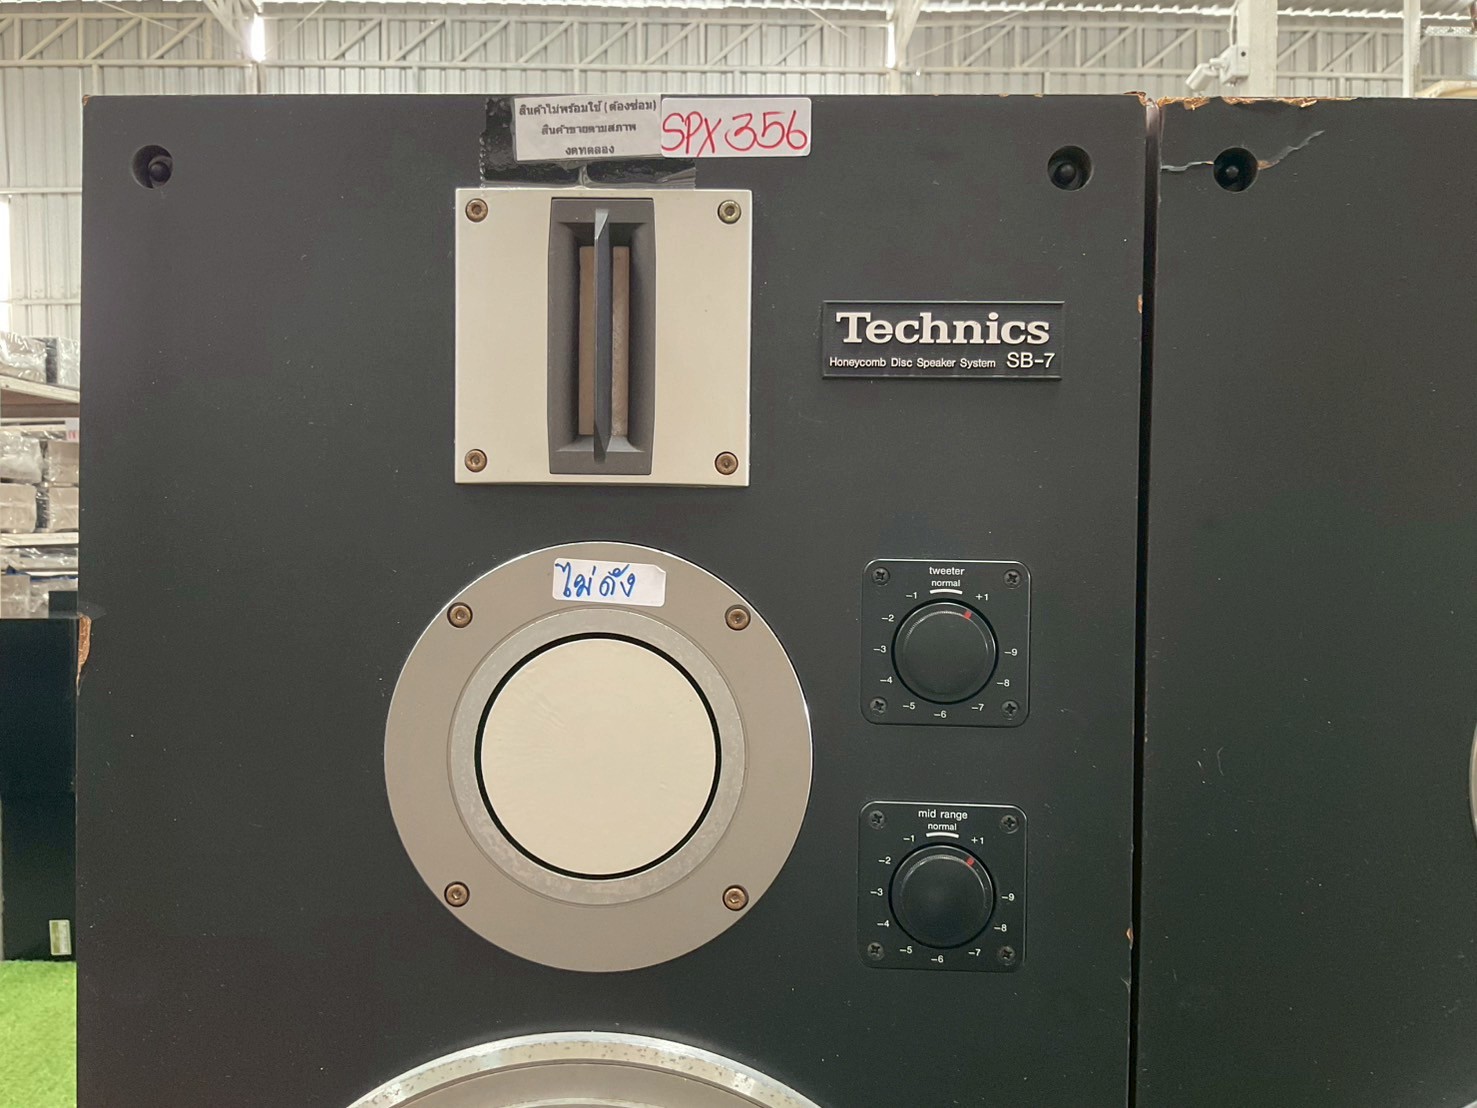 สินค้าไม่พร้อมใช้ (ต้องซ่อม)
สินค้าขายตามสภาพ
งดทดลอง
SPX356
Technics
Honeycomb Disc Speaker System SB-7
ไม่ดัง
tweeter
normal
-1 +1
-2
-3 -9
-4 -8
-5 -6 -7
mid range
normal
-1 +1
-2
-3 -9
-4 -8
-5 -6 -7